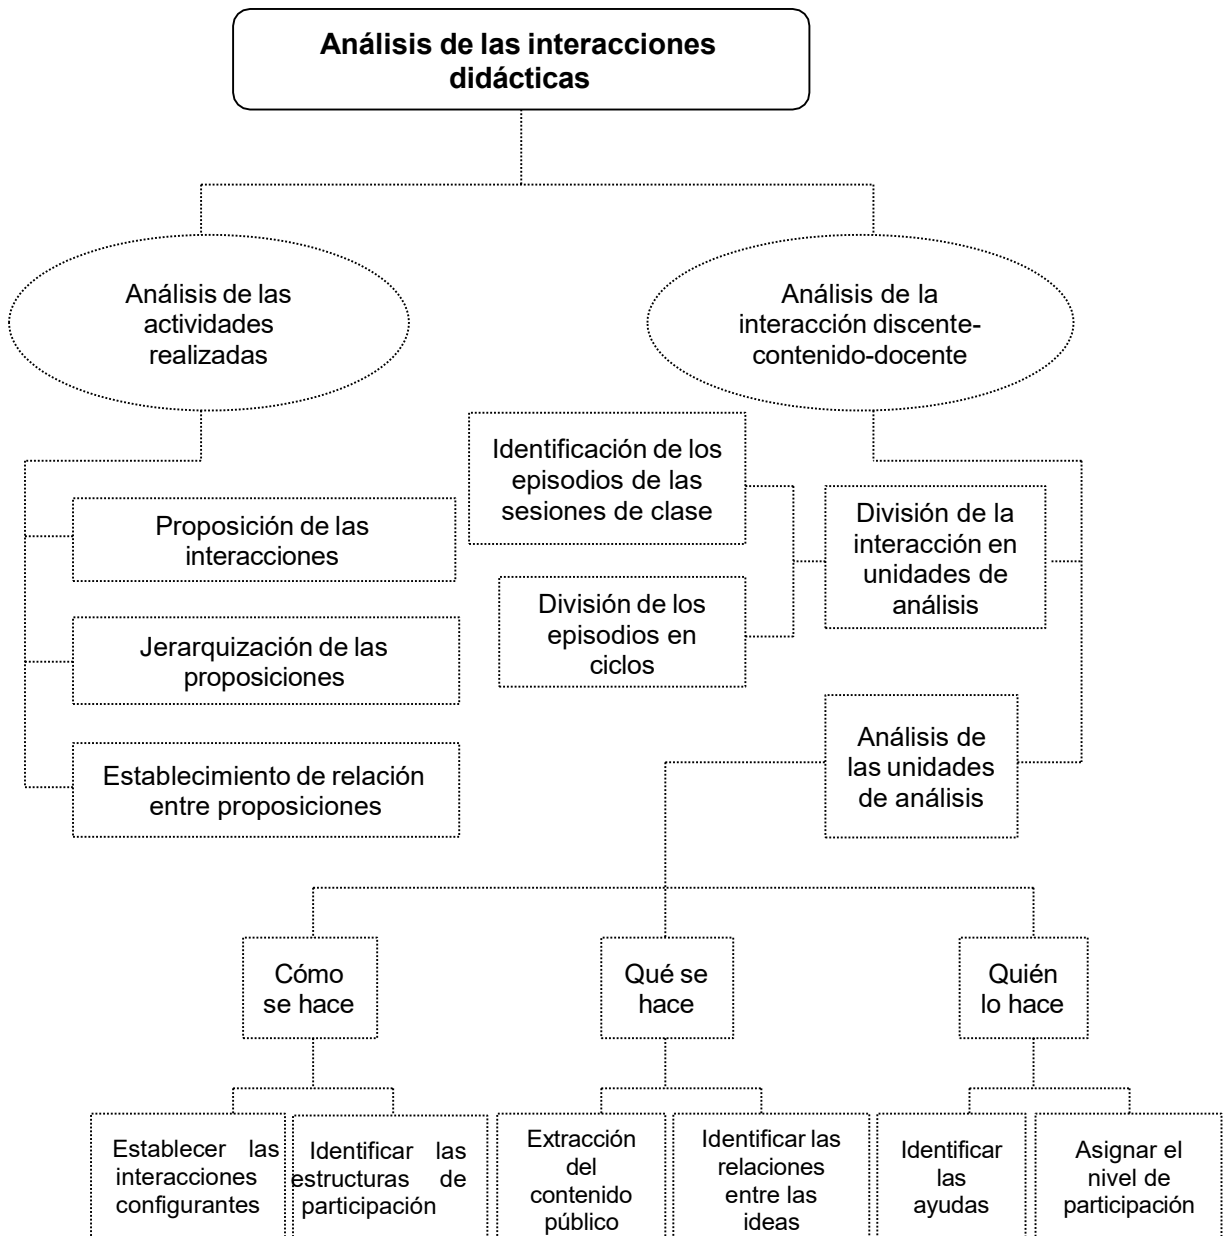 Análisis de las interacciones
didácticas
Análisis de las
actividades
realizadas
Análisis de la
interacción discente-
contenido-docente
Proposición de las
interacciones
Jerarquización de las
proposiciones
Establecimiento de relación
entre proposiciones
Identificación de los
episodios de las
sesiones de clase
División de los
episodios en
ciclos
División de la
interacción en
unidades de
análisis
Análisis de
las unidades
de análisis
Cómo
se hace
Qué se
hace
Quién
lo hace
Establecer las
interacciones
configurantes
Identificar las
estructuras de
participación
Extracción
del
contenido
público
Identificar las
relaciones
entre las
ideas
Identificar
las
ayudas
Asignar el
nivel de
participación